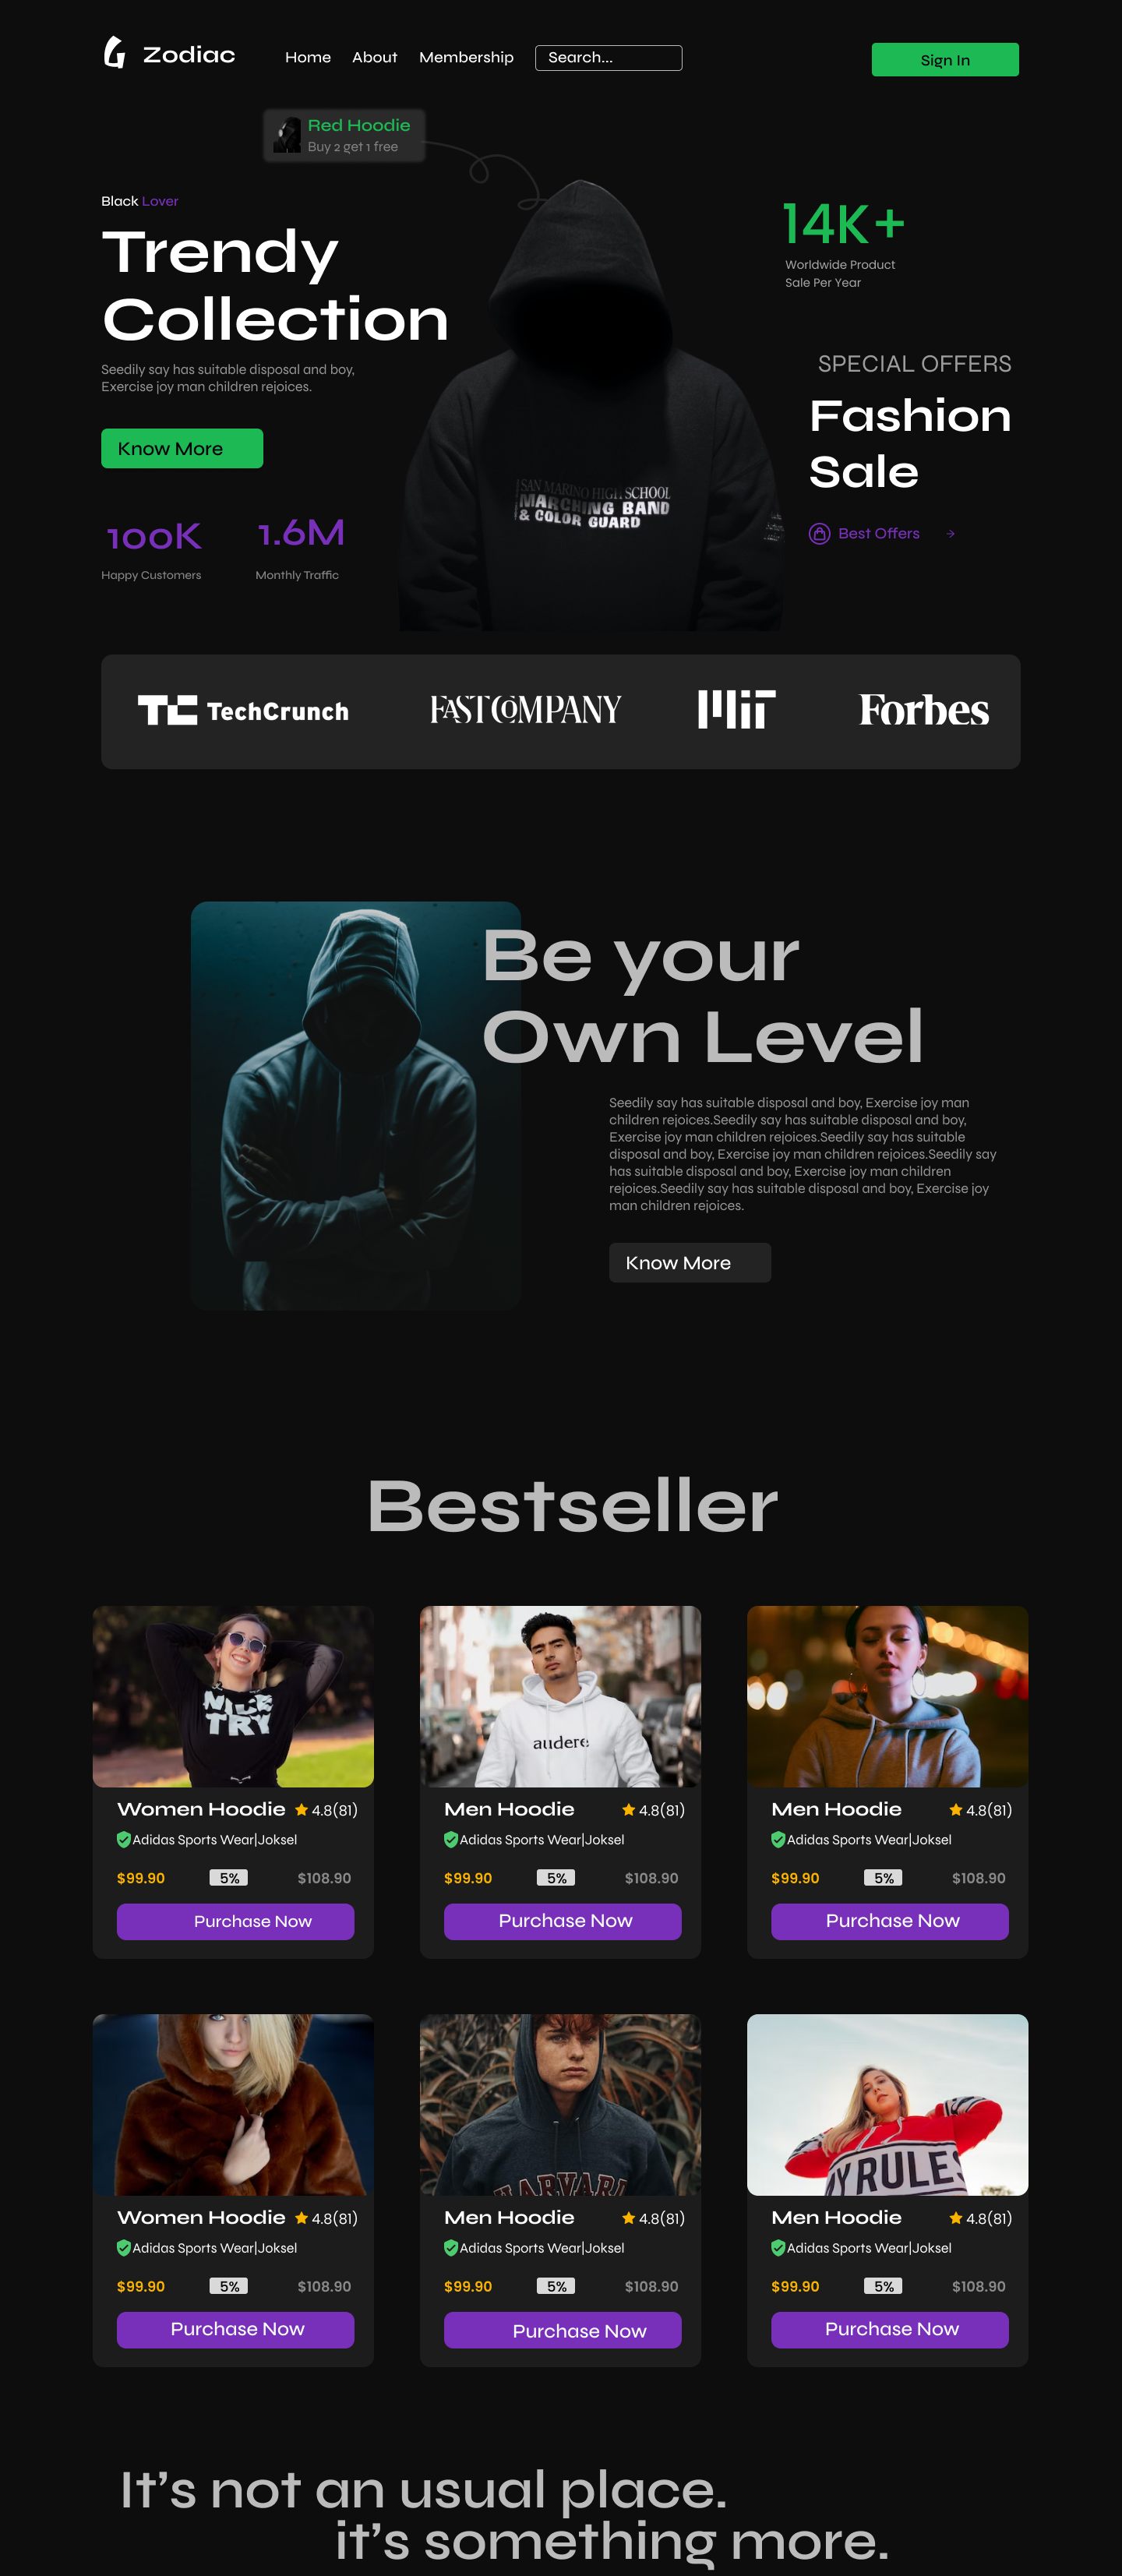 Zodiac
Home About Membership Search... Sign In
Red Hoodie
Buy 2 get 1 free
Black Lover
Trendy
Collection
Seedily say has suitable disposal and boy,
Exercise joy man children rejoices.
Know More
100K
Happy Customers
1.6M
Monthly Traffic
SAN MARINO HIGH SCHOOL
MARCHING BAND
& COLOR GUARD
14K+
Worldwide Product
Sale Per Year
SPECIAL OFFERS
Fashion
Sale
Best Offers
TC TechCrunch
FAST COMPANY
MIT
Forbes
Be your
Own Level
Seedily say has suitable disposal and boy, Exercise joy man
children rejoices.Seedily say has suitable disposal and boy,
Exercise joy man children rejoices.Seedily say has suitable
disposal and boy, Exercise joy man children rejoices.Seedily say
has suitable disposal and boy, Exercise joy man children
rejoices.Seedily say has suitable disposal and boy, Exercise joy
man children rejoices.
Know More
Bestseller
NICE
TRY
Women Hoodie 4.8(81)
Adidas Sports Wear|Joksel
$99.90 5% $108.90
Purchase Now
audere
Men Hoodie 4.8(81)
Adidas Sports Wear|Joksel
$99.90 5% $108.90
Purchase Now
Men Hoodie 4.8(81)
Adidas Sports Wear|Joksel
$99.90 5% $108.90
Purchase Now
Women Hoodie 4.8(81)
Adidas Sports Wear|Joksel
$99.90 5% $108.90
Purchase Now
HARVARD
Men Hoodie 4.8(81)
Adidas Sports Wear|Joksel
$99.90 5% $108.90
Purchase Now
Y RULES
Men Hoodie 4.8(81)
Adidas Sports Wear|Joksel
$99.90 5% $108.90
Purchase Now
It's not an usual place.
it's something more.